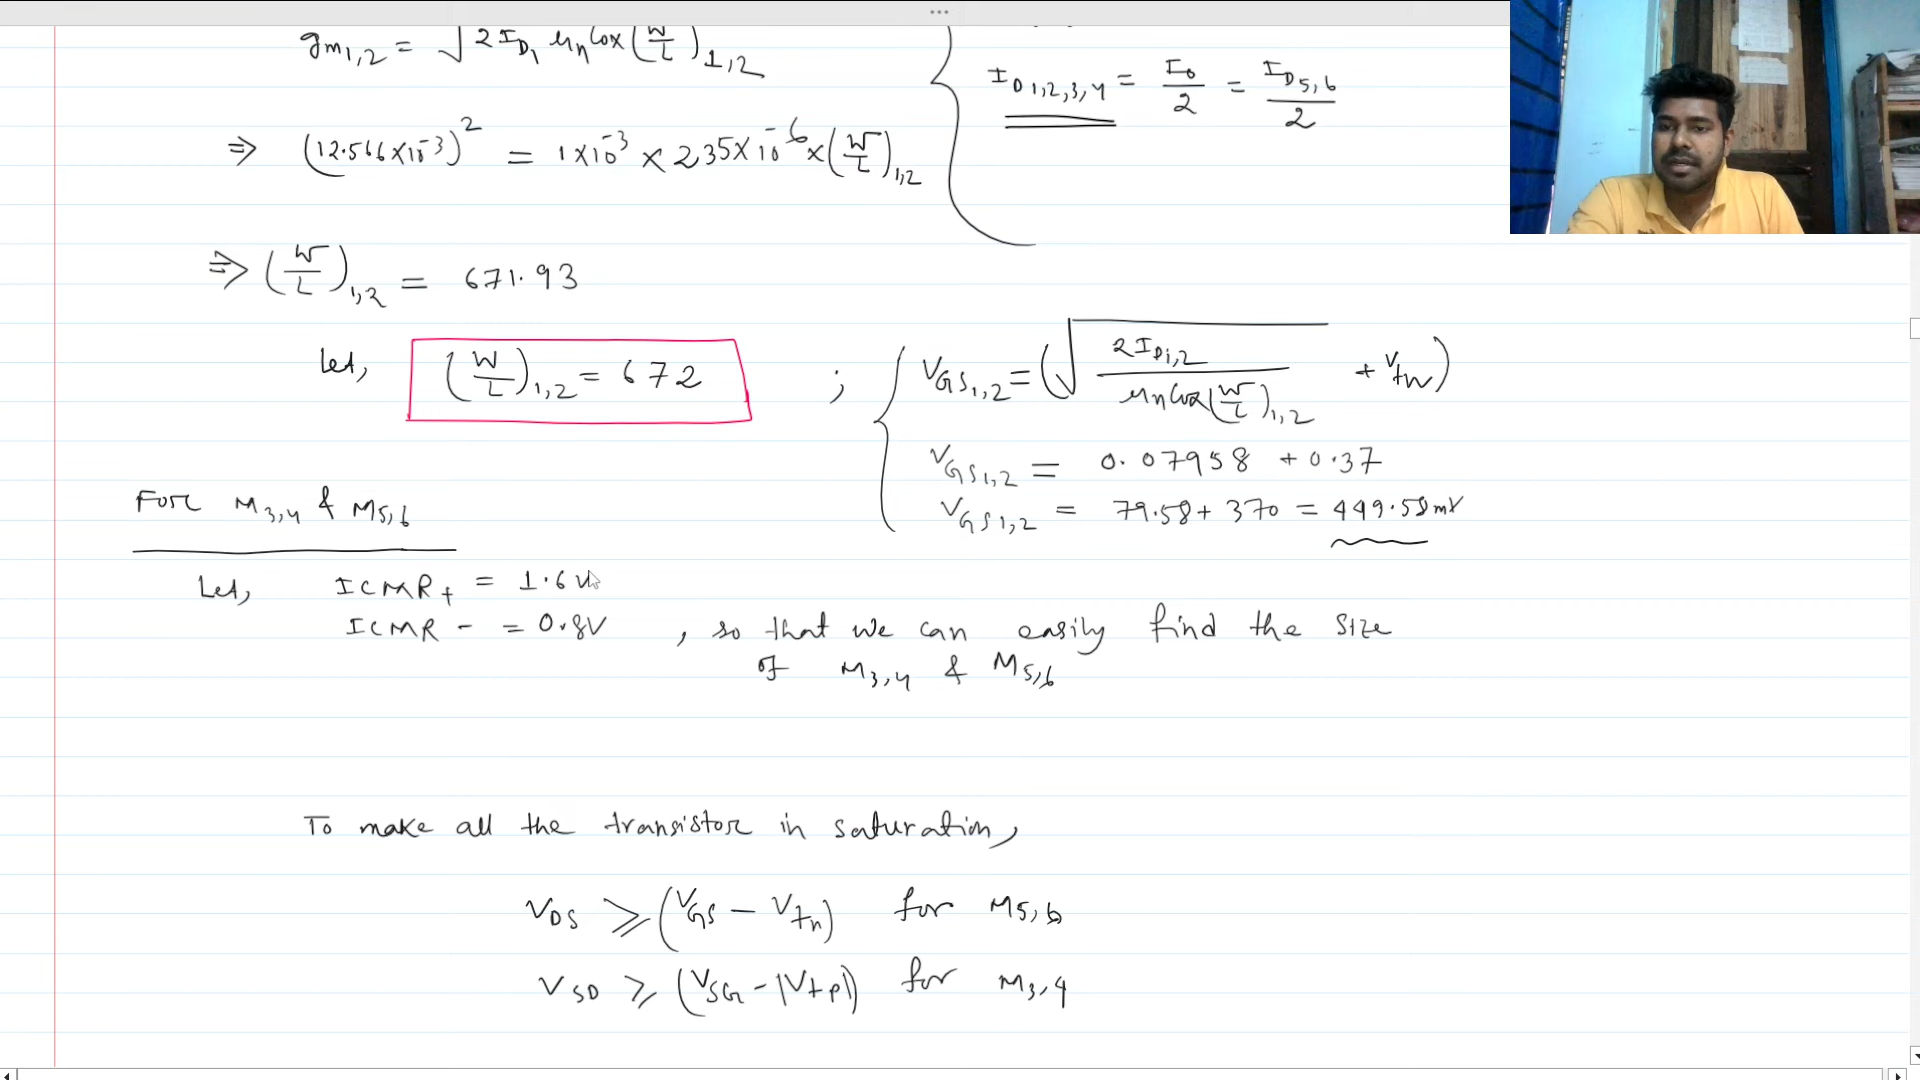 gm1,2 = √2ID1 μnCox(W/L)1,2
ID1,2,3,4 = I0/2 = ID5,6/2
⇒ (12.566×10^-3)^2 = 1×10^-3 × 235×10^-6 × (W/L)1,2
⇒ (W/L)1,2 = 671.93
Let, (W/L)1,2 = 672 ;
VGS1,2 = (√(2ID1,2 / μnCox(W/L)1,2) + Vtn)
VGS1,2 = 0.07958 + 0.37
VGS1,2 = 79.58 + 370 = 449.58mV
For M3,4 & M5,6
Let, ICMR+ = 1.6V
ICMR- = 0.8V , so that we can easily find the size
of M3,4 & M5,6
To make all the transistor in saturation,
VDS ≥ (VGS - Vtn) for M5,6
VSD ≥ (VSG - |Vtp|) for M3,4